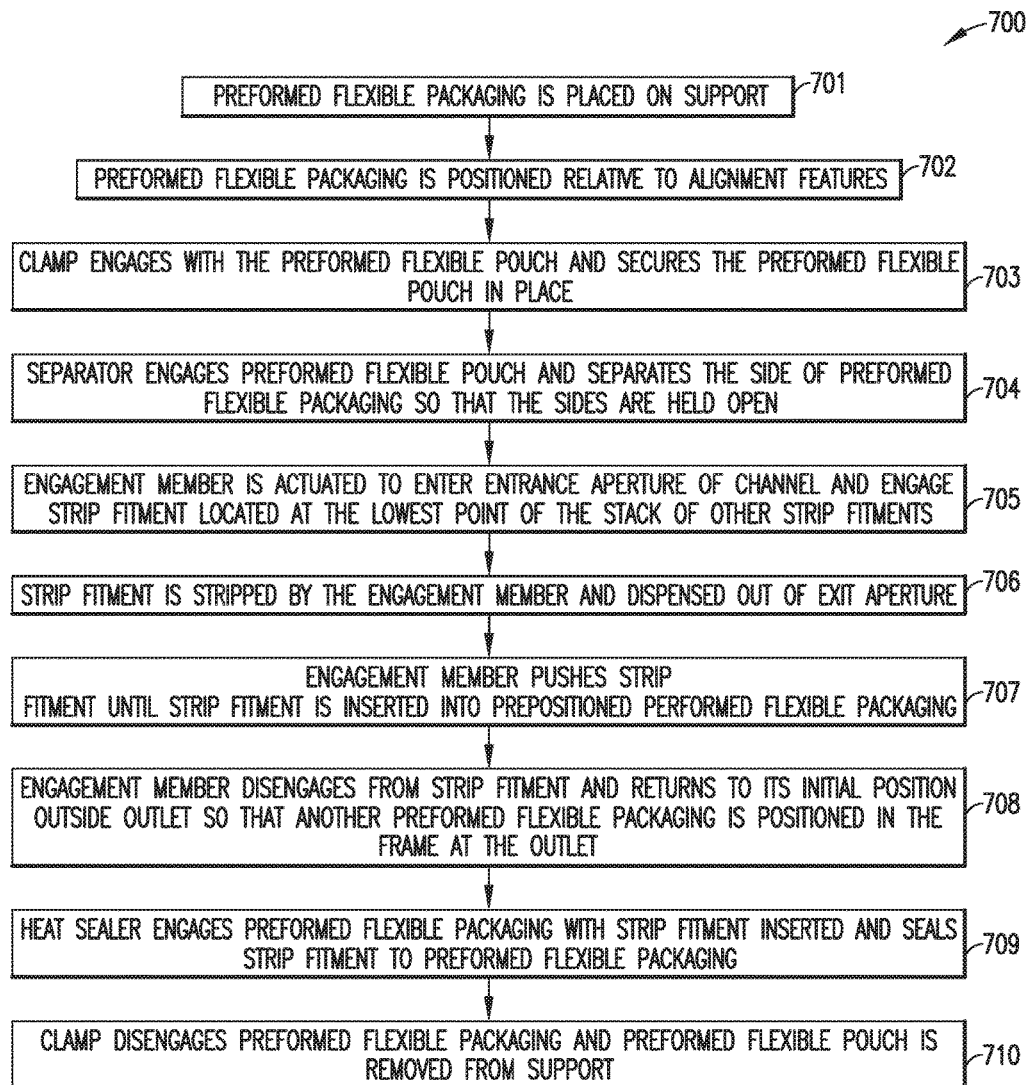 700
PREFORMED FLEXIBLE PACKAGING IS PLACED ON SUPPORT
701
PREFORMED FLEXIBLE PACKAGING IS POSITIONED RELATIVE TO ALIGNMENT FEATURES
702
CLAMP ENGAGES WITH THE PREFORMED FLEXIBLE POUCH AND SECURES THE PREFORMED FLEXIBLE
POUCH IN PLACE
703
SEPARATOR ENGAGES PREFORMED FLEXIBLE POUCH AND SEPARATES THE SIDE OF PREFORMED
FLEXIBLE PACKAGING SO THAT THE SIDES ARE HELD OPEN
704
ENGAGEMENT MEMBER IS ACTUATED TO ENTER ENTRANCE APERTURE OF CHANNEL AND ENGAGE
STRIP FITMENT LOCATED AT THE LOWEST POINT OF THE STACK OF OTHER STRIP FITMENTS
705
STRIP FITMENT IS STRIPPED BY THE ENGAGEMENT MEMBER AND DISPENSED OUT OF EXIT APERTURE
706
ENGAGEMENT MEMBER PUSHES STRIP
FITMENT UNTIL STRIP FITMENT IS INSERTED INTO PREPOSITIONED PERFORMED FLEXIBLE PACKAGING
707
ENGAGEMENT MEMBER DISENGAGES FROM STRIP FITMENT AND RETURNS TO ITS INITIAL POSITION
OUTSIDE OUTLET SO THAT ANOTHER PREFORMED FLEXIBLE PACKAGING IS POSITIONED IN THE
FRAME AT THE OUTLET
708
HEAT SEALER ENGAGES PREFORMED FLEXIBLE PACKAGING WITH STRIP FITMENT INSERTED AND SEALS
STRIP FITMENT TO PREFORMED FLEXIBLE PACKAGING
709
CLAMP DISENGAGES PREFORMED FLEXIBLE PACKAGING AND PREFORMED FLEXIBLE POUCH IS
REMOVED FROM SUPPORT
710